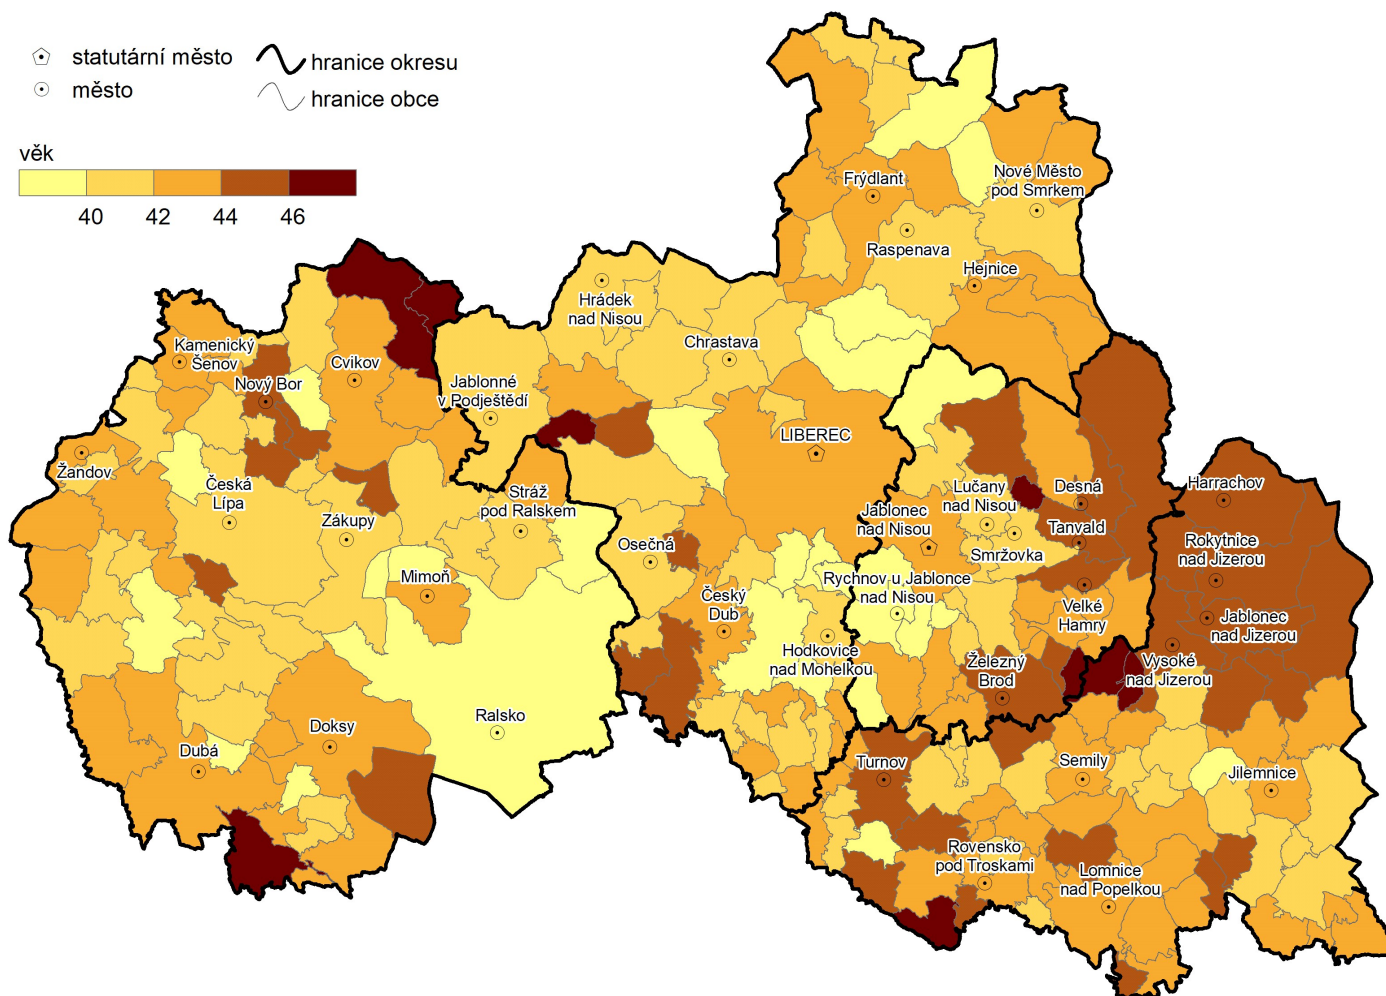 statutární město
město
hranice okresu
hranice obce
věk
40
42
44
46
Frýdlant
Nové Město
pod Smrkem
Raspenava
Hejnice
Hrádek
nad Nisou
Chrastava
Kamenický
Šenov
Nový Bor
Cvikov
Jablonné
v Podještědí
LIBEREC
Žandov
Česká
Lípa
Zákupy
Stráž
pod Ralskem
Mimoň
Osečná
Český
Dub
Jablonec
nad Nisou
Lučany
nad Nisou
Desná
Tanvald
Smržovka
Harrachov
Rokytnice
nad Jizerou
Rychnov u Jablonce
nad Nisou
Velké
Hamry
Jablonec
nad Jizerou
Hodkovice
nad Mohelkou
Železný
Brod
Vysoké
nad Jizerou
Ralsko
Doksy
Dubá
Turnov
Semily
Jilemnice
Rovensko
pod Troskami
Lomnice
nad Popelkou